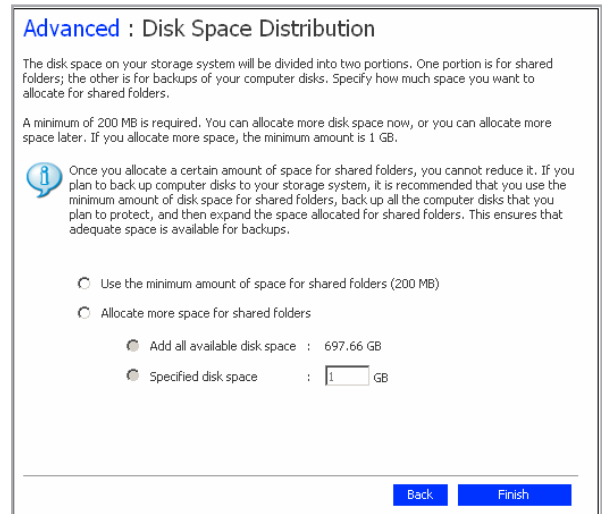 Advanced : Disk Space Distribution
The disk space on your storage system will be divided into two portions. One portion is for shared
folders; the other is for backups of your computer disks. Specify how much space you want to
allocate for shared folders.
A minimum of 200 MB is required. You can allocate more disk space now, or you can allocate more
space later. If you allocate more space, the minimum amount is 1 GB.
Once you allocate a certain amount of space for shared folders, you cannot reduce it. If you
plan to back up computer disks to your storage system, it is recommended that you use the
minimum amount of disk space for shared folders, back up all the computer disks that you
plan to protect, and then expand the space allocated for shared folders. This ensures that
adequate space is available for backups.
Use the minimum amount of space for shared folders (200 MB)
Allocate more space for shared folders
Add all available disk space : 697.66 GB
Specified disk space : 1 GB
Back Finish